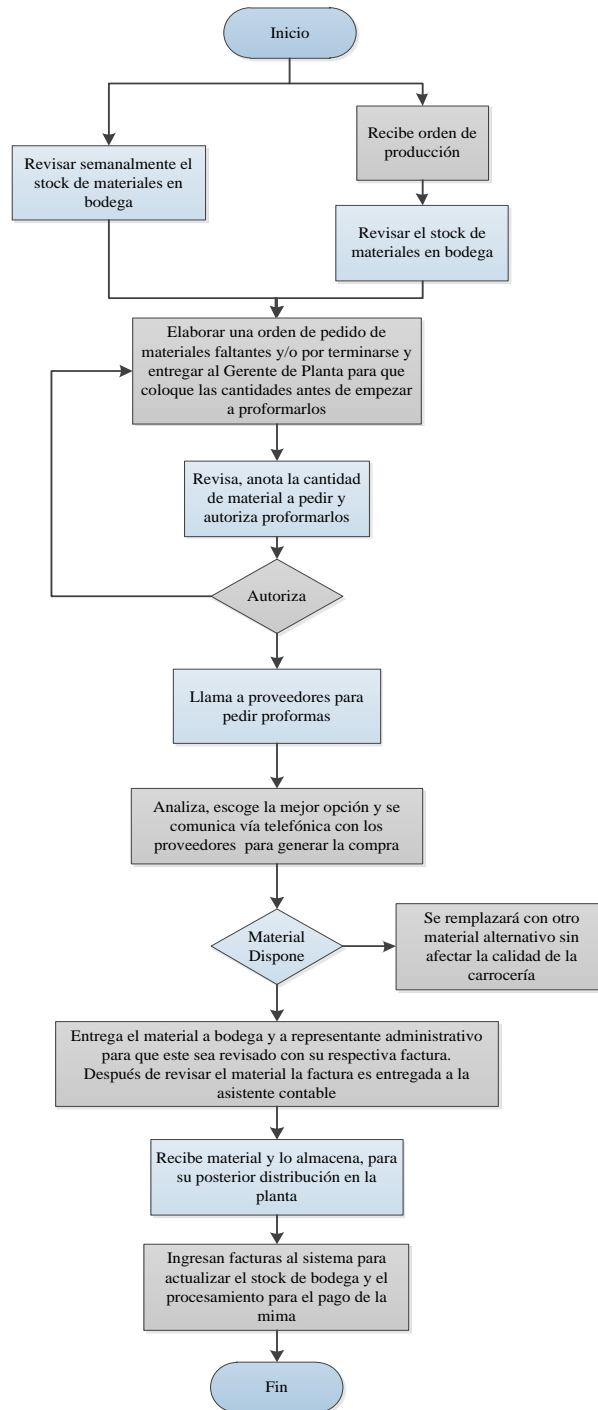 Inicio
Revisar semanalmente el
stock de materiales en
bodega
Recibe orden de
producción
Revisar el stock de
materiales en bodega
Elaborar una orden de pedido de
materiales faltantes y/o por terminarse y
entregar al Gerente de Planta para que
coloque las cantidades antes de empezar
a proformarlos
Revisa, anota la cantidad
de material a pedir y
autoriza proformarlos
Autoriza
Llama a proveedores para
pedir proformas
Analiza, escoge la mejor opción y se
comunica vía telefónica con los
proveedores para generar la compra
Material
Dispone
Se remplazará con otro
material alternativo sin
afectar la calidad de la
carrocería
Entrega el material a bodega y a representante administrativo
para que este sea revisado con su respectiva factura.
Después de revisar el material la factura es entregada a la
asistente contable
Recibe material y lo almacena, para
su posterior distribución en la
planta
Ingresan facturas al sistema para
actualizar el stock de bodega y el
procesamiento para el pago de la
mima
Fin